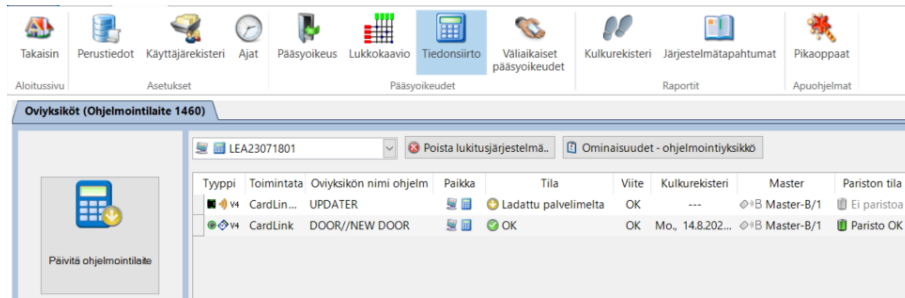 Takaisin Perustiedot Käyttäjärekisteri Ajat Pääsyoikeus Lukkokaavio Tiedonsiirto Väliaikaiset pääsyoikeudet Kulkurekisteri Järjestelmätapahtumat Pikaoppaat
Aloitussivu Asetukset Pääsyoikeudet Raportit Apuohjelmat
Oviyksiköt (Ohjelmointilaite 1460)
LEA23071801 Poista lukitusjärjestelmä.. Ominaisuudet - ohjelmointiyksikkö
Tyyppi Toimintata Oviyksikön nimi ohjelm Paikka Tila Viite Kulkurekisteri Master Pariston tila
V4 CardLin... UPDATER Ladattu palvelimelta OK --- B Master-B/1 Ei paristoa
V4 CardLink DOOR//NEW DOOR OK OK Mo., 14.8.202... B Master-B/1 Paristo OK
Päivitä ohjelmointilaite